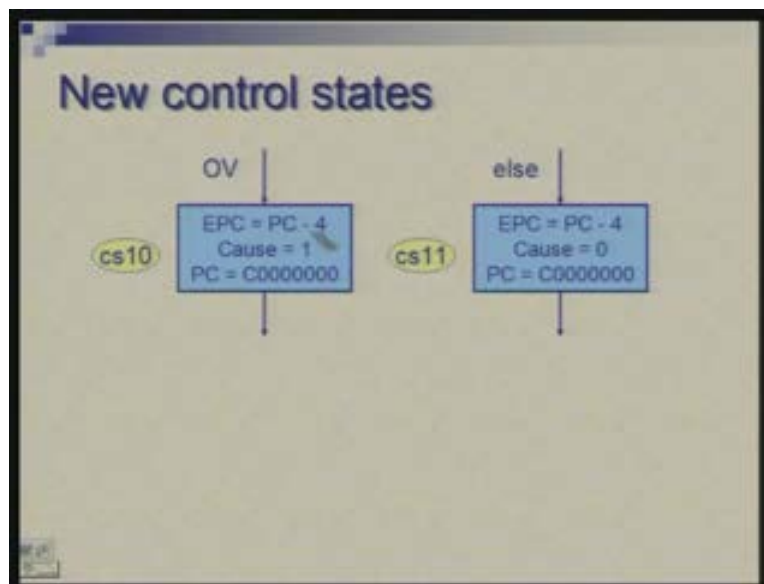 New control states
OV
else
cs10
EPC = PC - 4
Cause = 1
PC = C0000000
cs11
EPC = PC - 4
Cause = 0
PC = C0000000